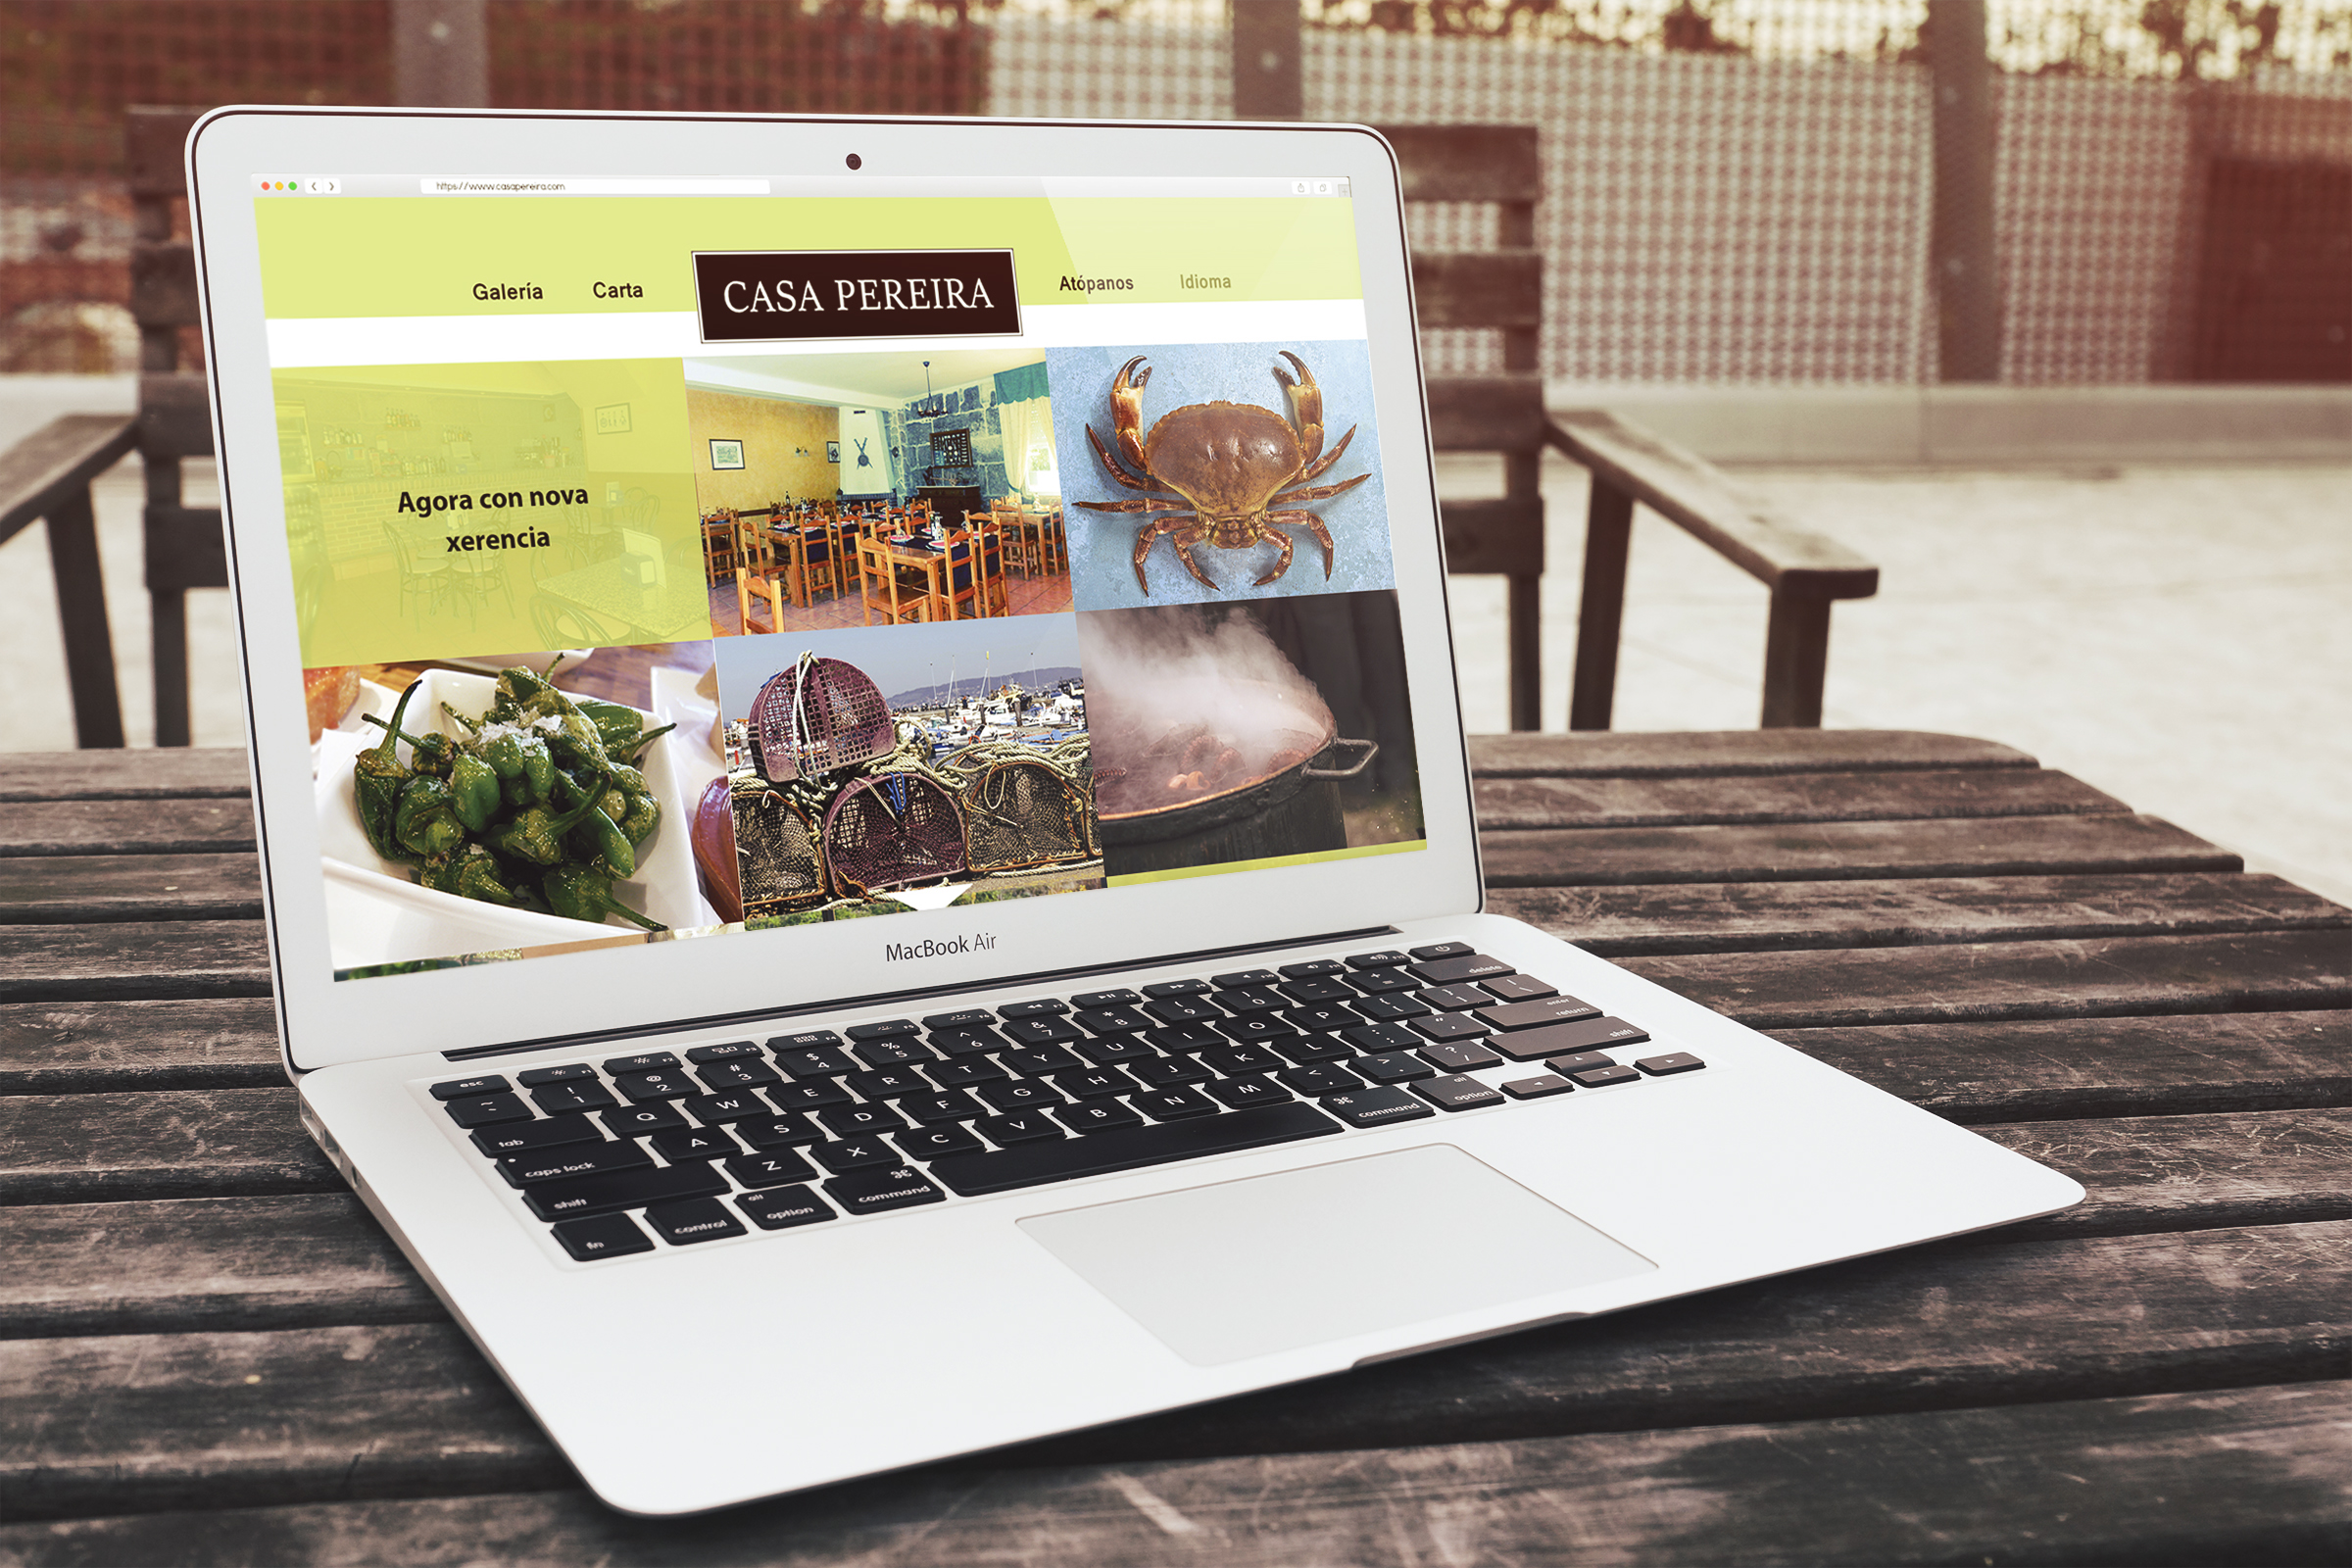 https://www.casapereira.com
Galería Carta CASA PEREIRA Atópanos Idioma
Agora con nova
xerencia
MacBook Air
esc
~ ! 1 @ 2 # 3 $ 4 % 5 ^ 6 & 7 * 8 ( 9 ) 0 - + = delete
tab Q W E R T Y U I O P { [ } ] | \
caps lock A S D F G H J K L : ; " ' enter return
shift Z X C V B N M < , > . ? / shift
fn control alt option ⌘ command ⌘ command alt option